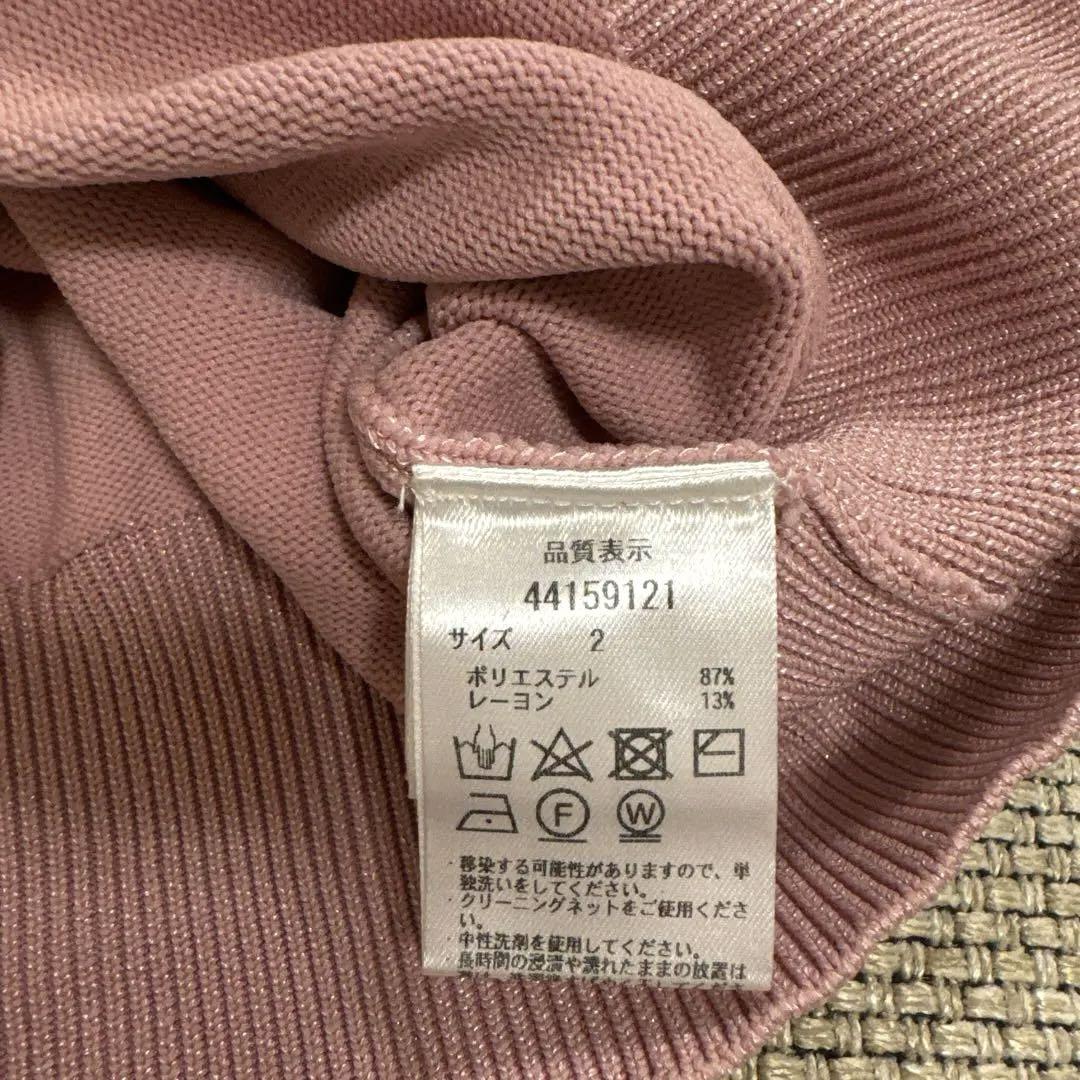 品質表示
44159121
サイズ 2
ポリエステル 87%
レーヨン 13%
F W
・移染する可能性がありますので、単
独洗いをしてください。
・クリーニングネットをご使用くださ
い。
・中性洗剤を使用してください。
・長時間の浸漬や濡れたままの放置は